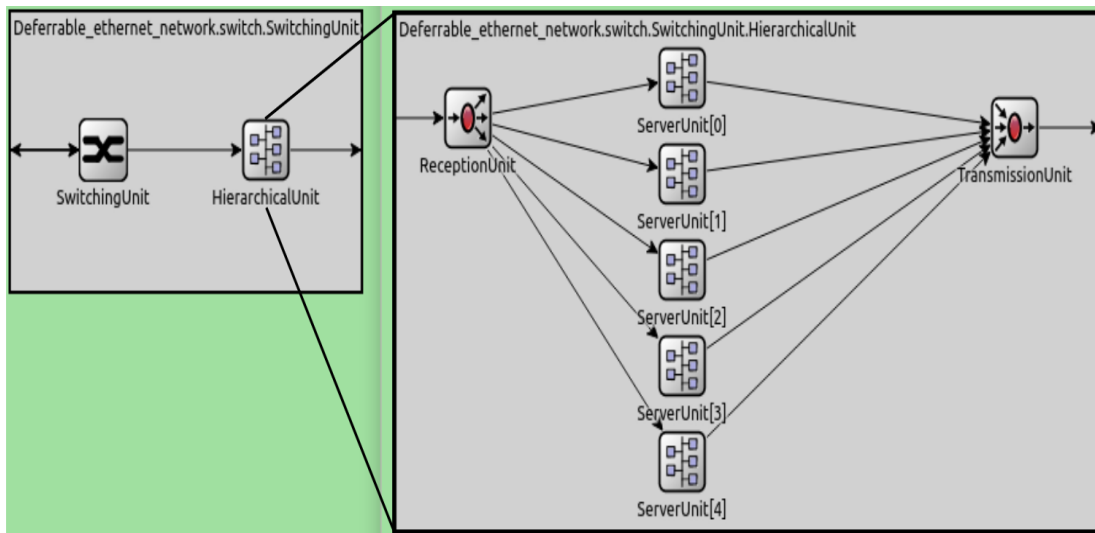 Deferrable_ethernet_network.switch.SwitchingUnit
SwitchingUnit
HierarchicalUnit
Deferrable_ethernet_network.switch.SwitchingUnit.HierarchicalUnit
ReceptionUnit
ServerUnit[0]
ServerUnit[1]
ServerUnit[2]
ServerUnit[3]
ServerUnit[4]
TransmissionUnit